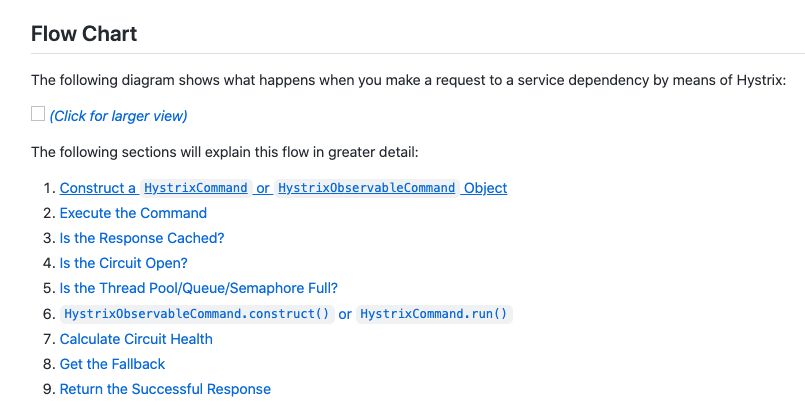 Flow Chart
The following diagram shows what happens when you make a request to a service dependency by means of Hystrix:
(Click for larger view)
The following sections will explain this flow in greater detail:
1. Construct a HystrixCommand or HystrixObservableCommand Object
2. Execute the Command
3. Is the Response Cached?
4. Is the Circuit Open?
5. Is the Thread Pool/Queue/Semaphore Full?
6. HystrixObservableCommand.construct() or HystrixCommand.run()
7. Calculate Circuit Health
8. Get the Fallback
9. Return the Successful Response